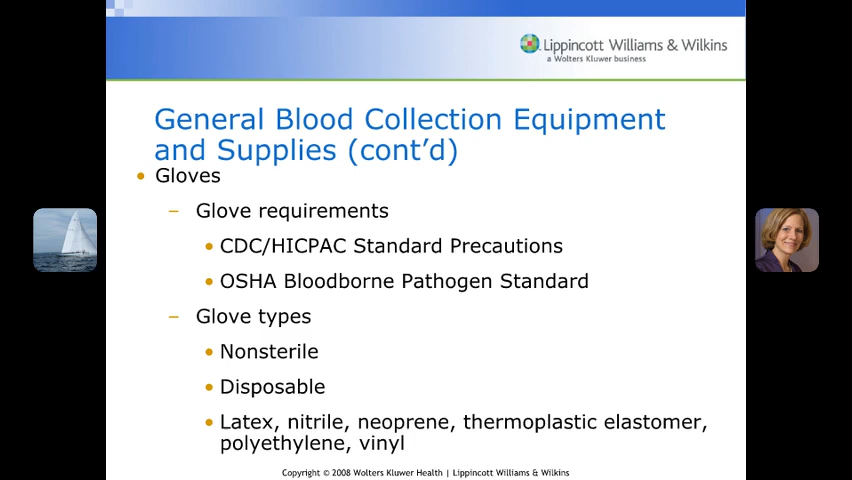 Lippincott Williams & Wilkins
a Wolters Kluwer business
General Blood Collection Equipment
and Supplies (cont’d)
• Gloves
– Glove requirements
• CDC/HICPAC Standard Precautions
• OSHA Bloodborne Pathogen Standard
– Glove types
• Nonsterile
• Disposable
• Latex, nitrile, neoprene, thermoplastic elastomer,
polyethylene, vinyl
Copyright © 2008 Wolters Kluwer Health | Lippincott Williams & Wilkins